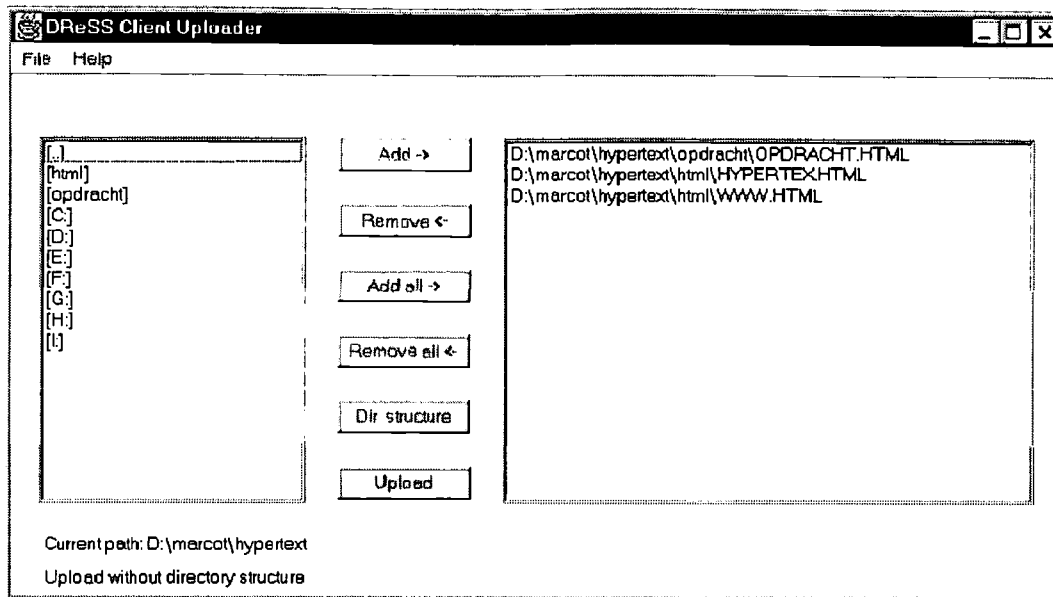 DReSS Client Uploader
File Help
[..]
[html]
[opdracht]
[C:]
[D:]
[E:]
[F:]
[G:]
[H:]
[I:]
Add ->
Remove <-
Add all ->
Remove all <-
Dir structure
Upload
D:\marcot\hypertext\opdracht\OPDRACHT.HTML
D:\marcot\hypertext\html\HYPERTEX.HTML
D:\marcot\hypertext\html\WWW.HTML
Current path: D:\marcot\hypertext
Upload without directory structure